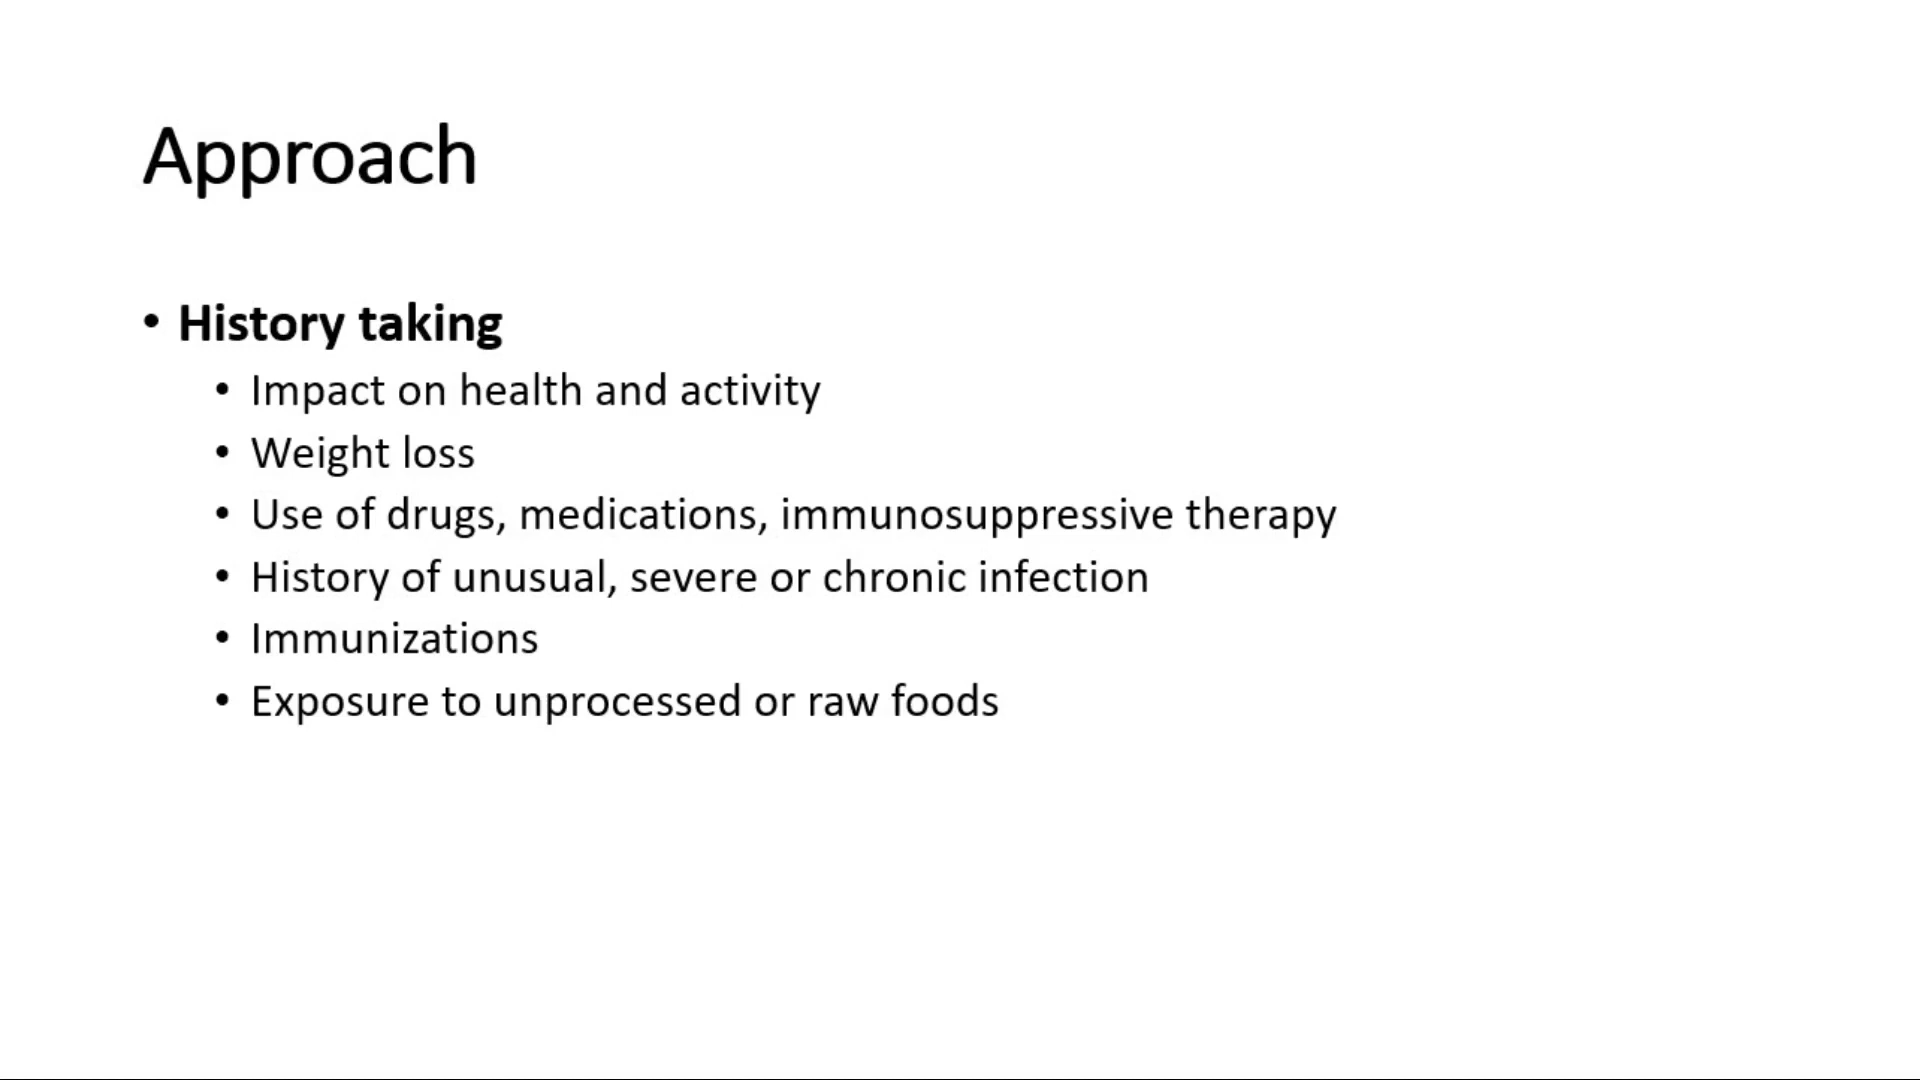 Approach
• History taking
• Impact on health and activity
• Weight loss
• Use of drugs, medications, immunosuppressive therapy
• History of unusual, severe or chronic infection
• Immunizations
• Exposure to unprocessed or raw foods